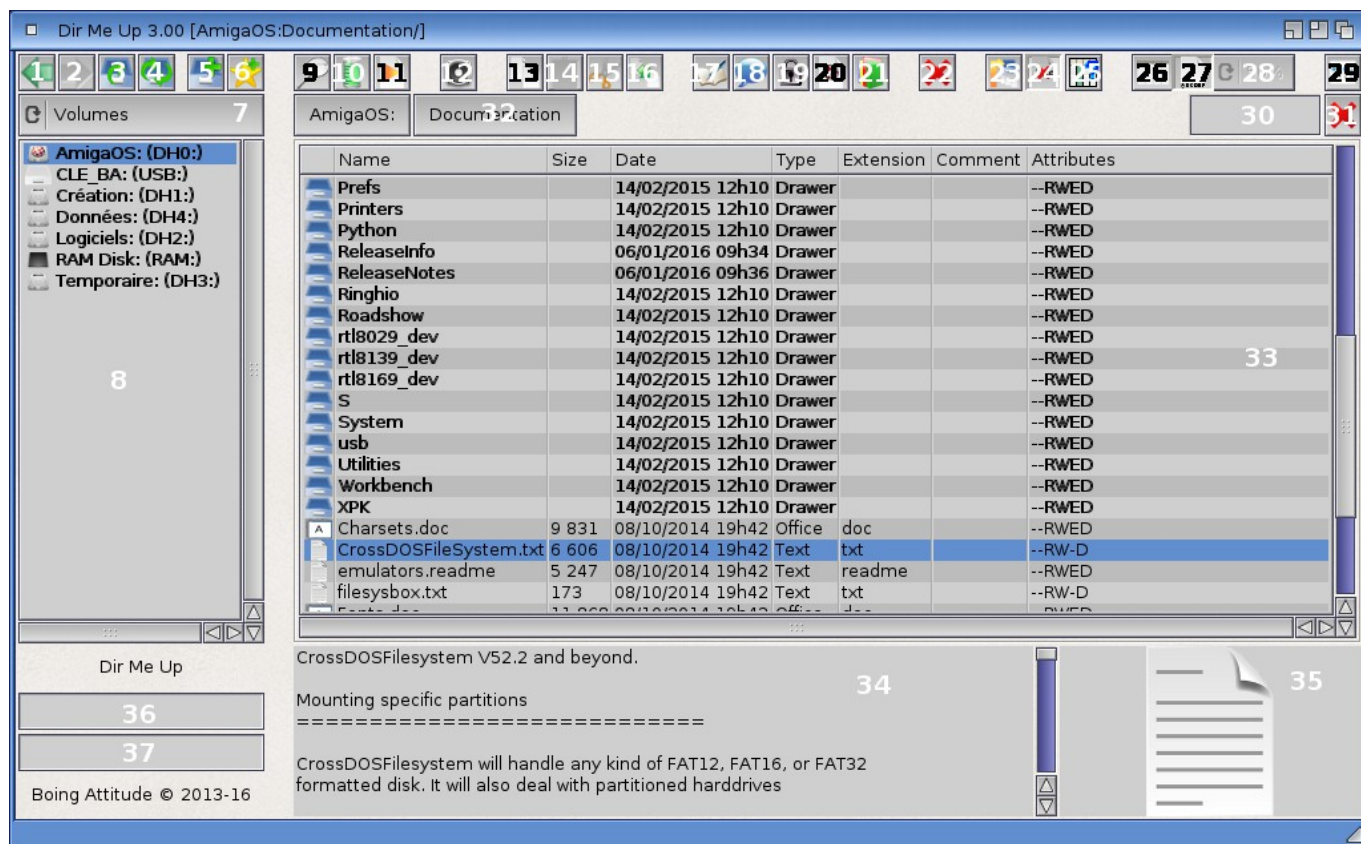 Dir Me Up 3.00 [AmigaOS:Documentation/]
1 2 3 4 5 6 9 10 11 12 13 14 15 16 17 18 19 20 21 22 23 24 25 26 27 28 29
Volumes 7 AmigaOS: Documentation 32 30 31
AmigaOS: (DH0:)
CLE_BA: (USB:)
Création: (DH1:)
Données: (DH4:)
Logiciels: (DH2:)
RAM Disk: (RAM:)
Temporaire: (DH3:)
8
Name Size Date Type Extension Comment Attributes
Prefs 14/02/2015 12h10 Drawer --RWED
Printers 14/02/2015 12h10 Drawer --RWED
Python 14/02/2015 12h10 Drawer --RWED
ReleaseInfo 06/01/2016 09h34 Drawer --RWED
ReleaseNotes 06/01/2016 09h36 Drawer --RWED
Ringhio 14/02/2015 12h10 Drawer --RWED
Roadshow 14/02/2015 12h10 Drawer --RWED
rtl8029_dev 14/02/2015 12h10 Drawer --RWED
rtl8139_dev 14/02/2015 12h10 Drawer --RWED
33
rtl8169_dev 14/02/2015 12h10 Drawer --RWED
S 14/02/2015 12h10 Drawer --RWED
System 14/02/2015 12h10 Drawer --RWED
usb 14/02/2015 12h10 Drawer --RWED
Utilities 14/02/2015 12h10 Drawer --RWED
Workbench 14/02/2015 12h10 Drawer --RWED
XPK 14/02/2015 12h10 Drawer --RWED
Charsets.doc 9 831 08/10/2014 19h42 Office doc --RWED
CrossDOSFileSystem.txt 6 606 08/10/2014 19h42 Text txt --RW-D
emulators.readme 5 247 08/10/2014 19h42 Text readme --RWED
filesysbox.txt 173 08/10/2014 19h42 Text txt --RW-D
Dir Me Up
36
37
Boing Attitude © 2013-16
CrossDOSFilesystem V52.2 and beyond.
34
35
Mounting specific partitions
============================
CrossDOSFilesystem will handle any kind of FAT12, FAT16, or FAT32
formatted disk. It will also deal with partitioned harddrives